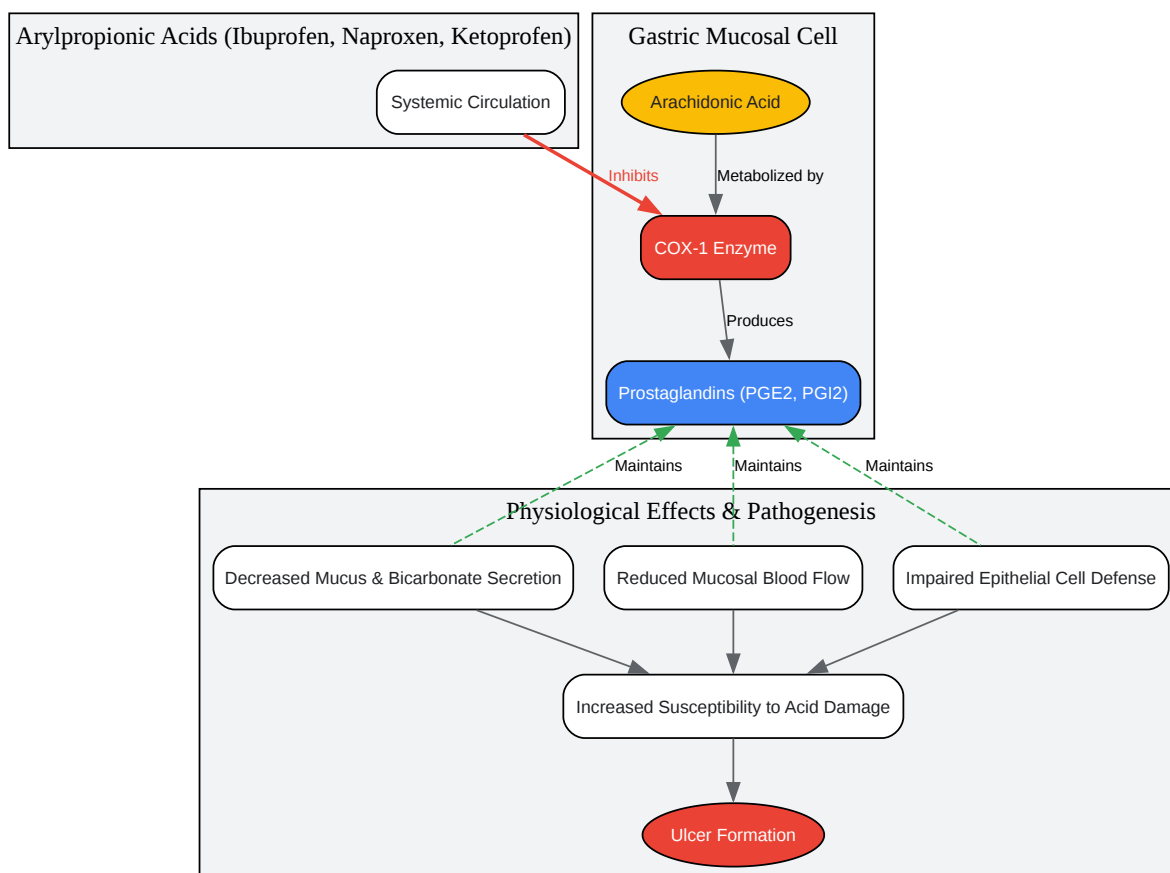 Arylpropionic Acids (Ibuprofen, Naproxen, Ketoprofen)
Gastric Mucosal Cell
Systemic Circulation
Arachidonic Acid
Inhibits
Metabolized by
COX-1 Enzyme
Produces
Prostaglandins (PGE2, PGI2)
Maintains
Maintains
Maintains
Physiological Effects & Pathogenesis
Decreased Mucus & Bicarbonate Secretion
Reduced Mucosal Blood Flow
Impaired Epithelial Cell Defense
Increased Susceptibility to Acid Damage
Ulcer Formation